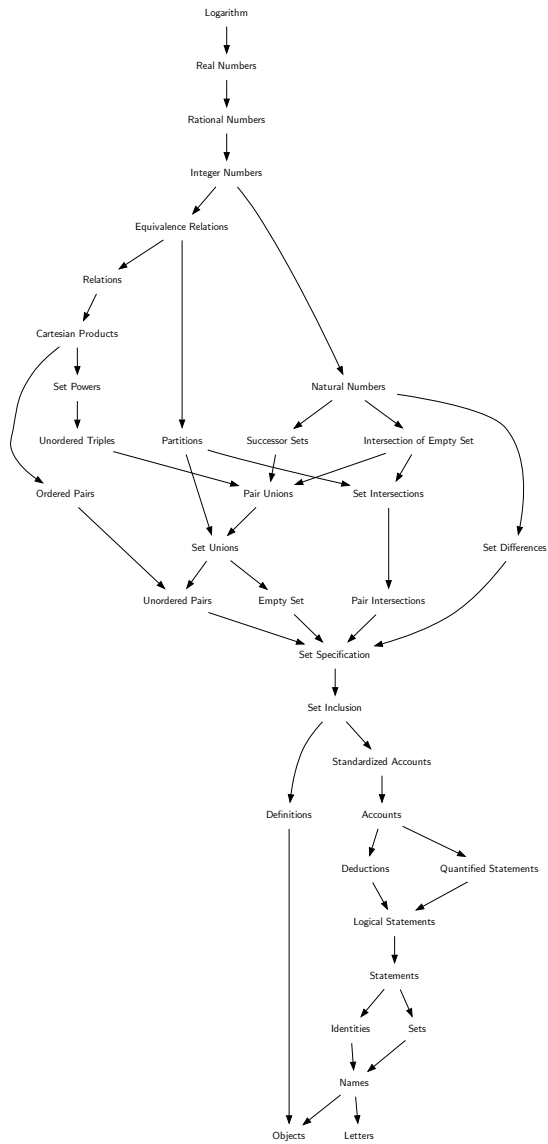 Logarithm
Real Numbers
Rational Numbers
Integer Numbers
Equivalence Relations
Relations
Cartesian Products
Set Powers
Natural Numbers
Unordered Triples
Partitions
Successor Sets
Intersection of Empty Set
Ordered Pairs
Pair Unions
Set Intersections
Set Unions
Set Differences
Unordered Pairs
Empty Set
Pair Intersections
Set Specification
Set Inclusion
Standardized Accounts
Definitions
Accounts
Deductions
Quantified Statements
Logical Statements
Statements
Identities
Sets
Names
Objects
Letters